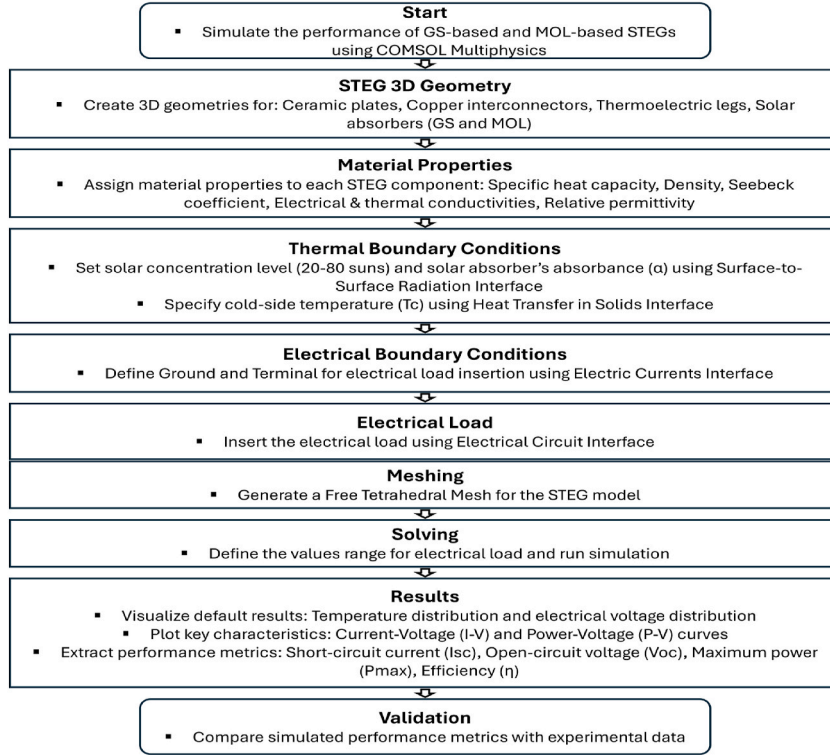 Start
▪ Simulate the performance of GS-based and MOL-based STEGs
using COMSOL Multiphysics
STEG 3D Geometry
▪ Create 3D geometries for: Ceramic plates, Copper interconnectors, Thermoelectric legs, Solar
absorbers (GS and MOL)
Material Properties
▪ Assign material properties to each STEG component: Specific heat capacity, Density, Seebeck
coefficient, Electrical & thermal conductivities, Relative permittivity
Thermal Boundary Conditions
▪ Set solar concentration level (20-80 suns) and solar absorber's absorbance (α) using Surface-to-
Surface Radiation Interface
▪ Specify cold-side temperature (Tc) using Heat Transfer in Solids Interface
Electrical Boundary Conditions
▪ Define Ground and Terminal for electrical load insertion using Electric Currents Interface
Electrical Load
▪ Insert the electrical load using Electrical Circuit Interface
Meshing
▪ Generate a Free Tetrahedral Mesh for the STEG model
Solving
▪ Define the values range for electrical load and run simulation
Results
▪ Visualize default results: Temperature distribution and electrical voltage distribution
▪ Plot key characteristics: Current-Voltage (I-V) and Power-Voltage (P-V) curves
▪ Extract performance metrics: Short-circuit current (Isc), Open-circuit voltage (Voc), Maximum power
(Pmax), Efficiency (η)
Validation
▪ Compare simulated performance metrics with experimental data